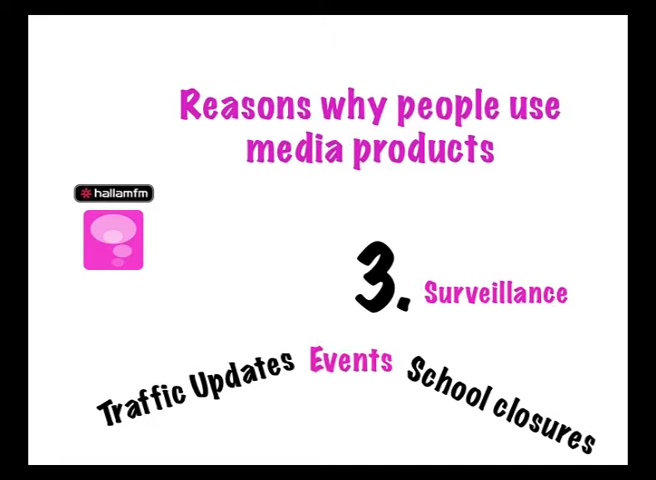 Reasons why people use
media products
hallamfm
3. Surveillance
Traffic Updates Events School closures